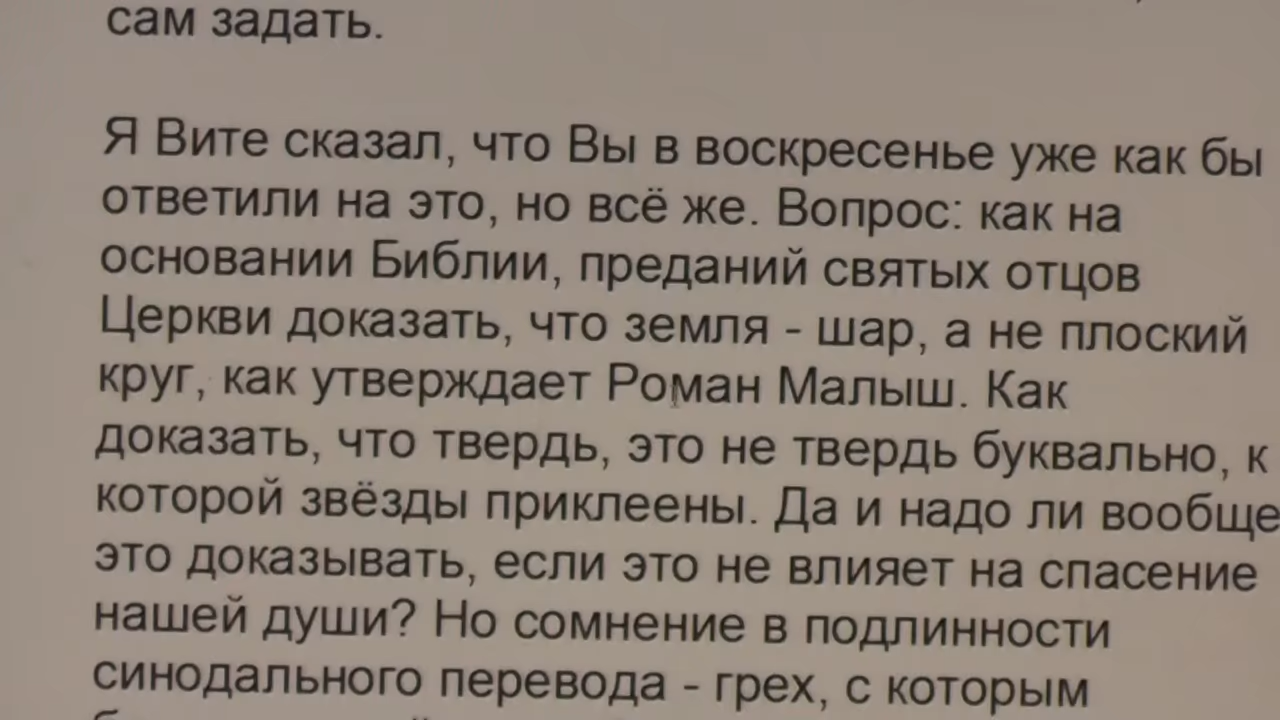 сам задать.
Я Вите сказал, что Вы в воскресенье уже как бы
ответили на это, но всё же. Вопрос: как на
основании Библии, преданий святых отцов
Церкви доказать, что земля - шар, а не плоский
круг, как утверждает Роман Малыш. Как
доказать, что твердь, это не твердь буквально, к
которой звёзды приклеены. Да и надо ли вообще
это доказывать, если это не влияет на спасение
нашей души? Но сомнение в подлинности
синодального перевода - грех, с которым